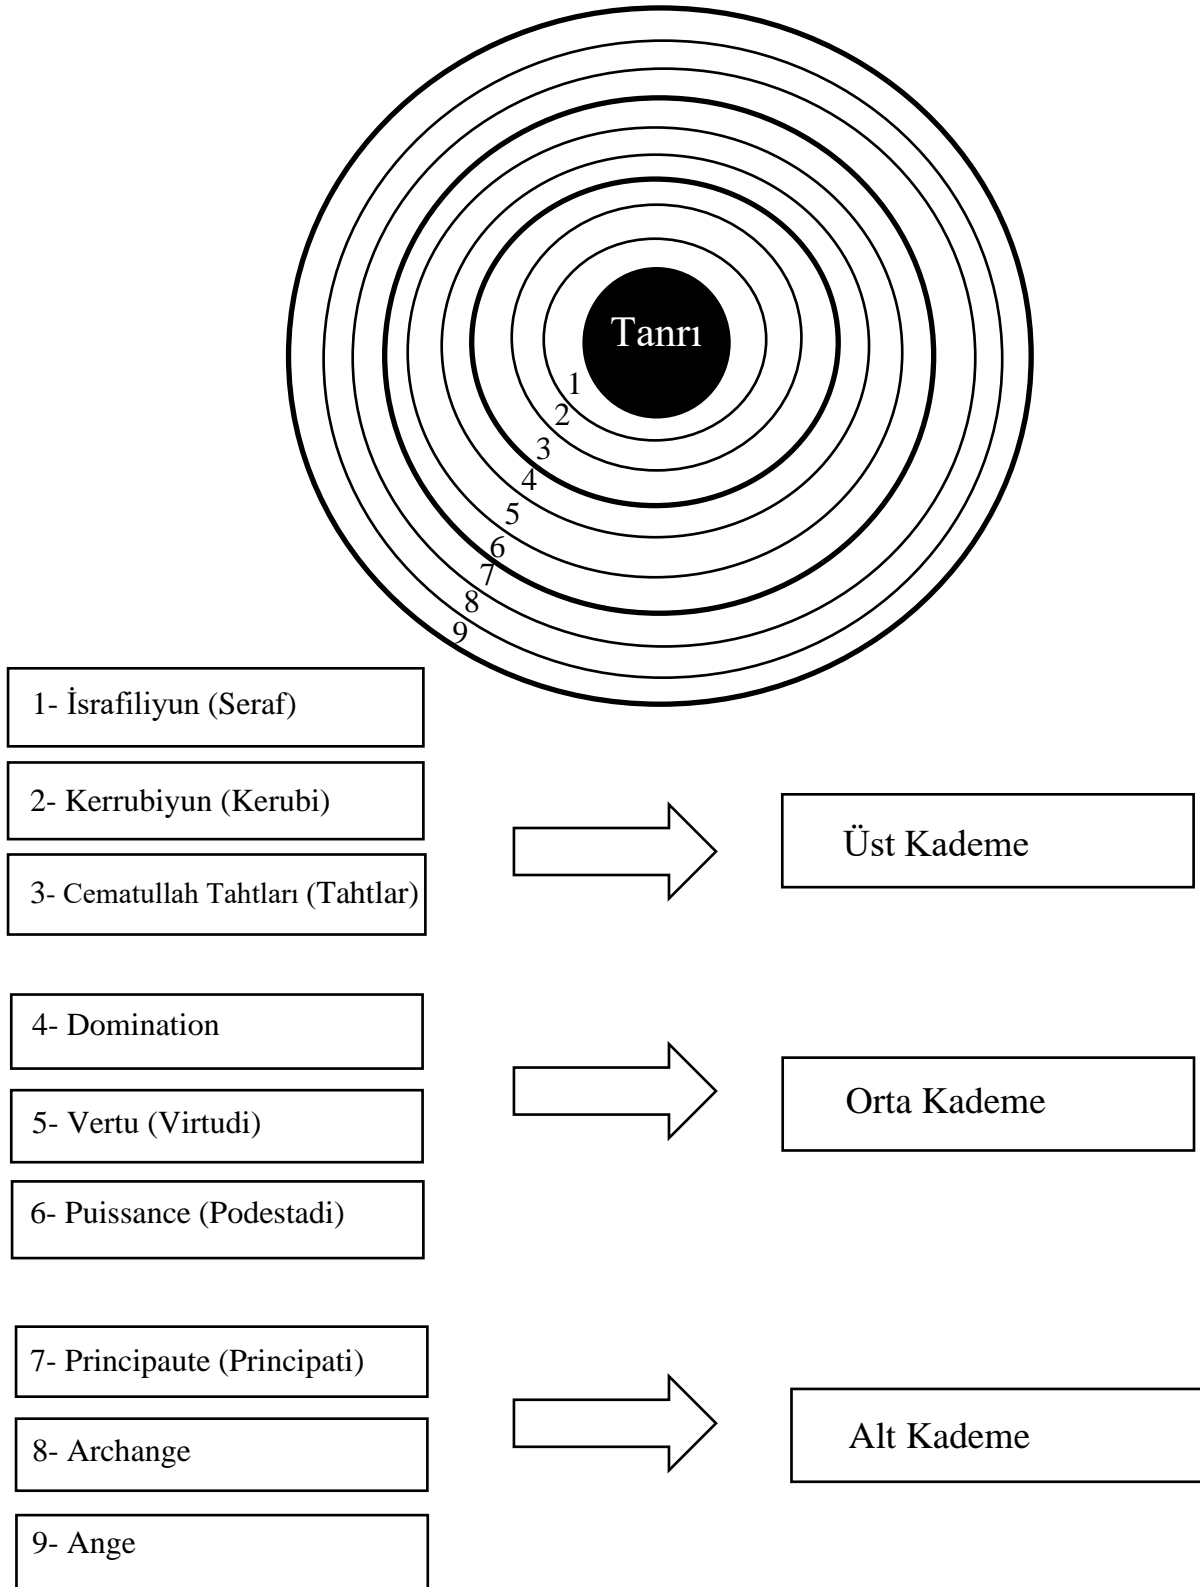 Tanrı
1
2
3
4
5
6
7
8
9
1- İsrafiliyun (Seraf)
2- Kerrubiyun (Kerubi)
3- Cematullah Tahtları (Tahtlar)
Üst Kademe
4- Domination
5- Vertu (Virtudi)
6- Puissance (Podestadi)
Orta Kademe
7- Principaute (Principati)
8- Archange
9- Ange
Alt Kademe